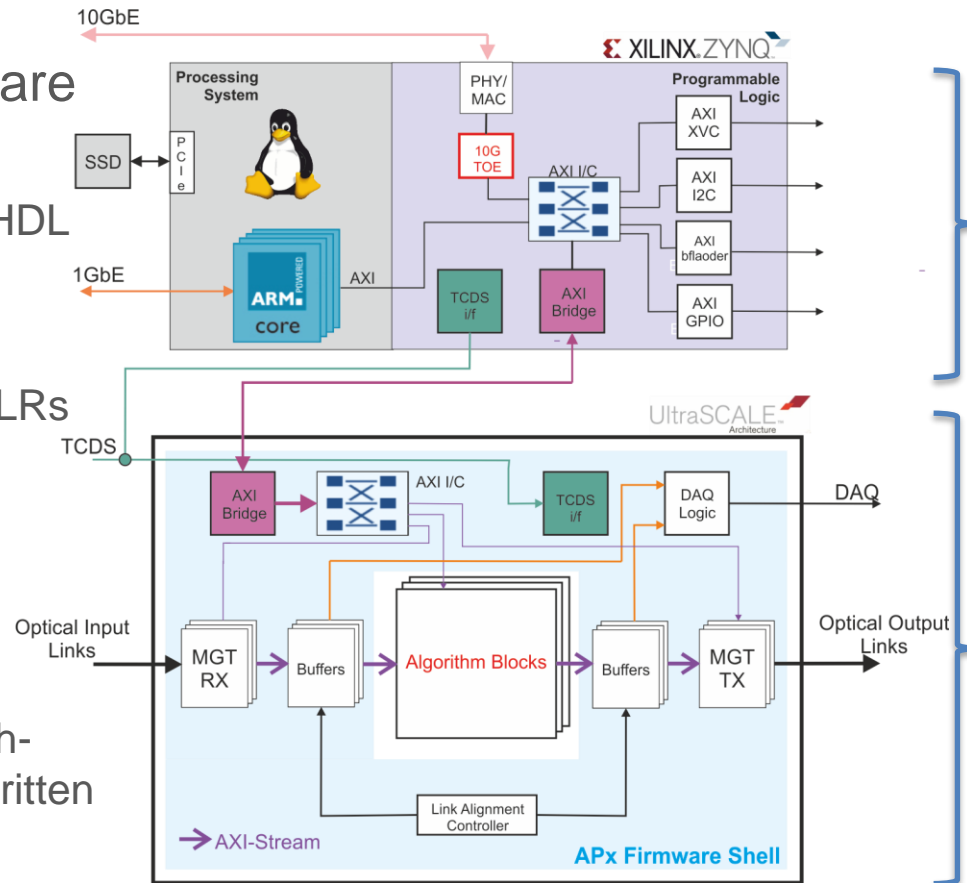 10GbE
XILINX ZYNQ
are
Processing
System
PHY/
MAC
Programmable
Logic
AXI
XVC
SSD
PCIe
10G
TOE
AXI I/C
AXI
I2C
HDL
AXI
bflaoder
1GbE
ARM POWERED
core
AXI
TCDS
i/f
AXI
Bridge
AXI
GPIO
LRs
UltraSCALE
Architecture
TCDS
AXI
Bridge
AXI I/C
TCDS
i/f
DAQ
Logic
DAQ
Optical Input
Links
MGT
RX
Buffers
Algorithm Blocks
Buffers
MGT
TX
Optical Output
Links
h-
ritten
Link Alignment
Controller
AXI-Stream
APx Firmware Shell